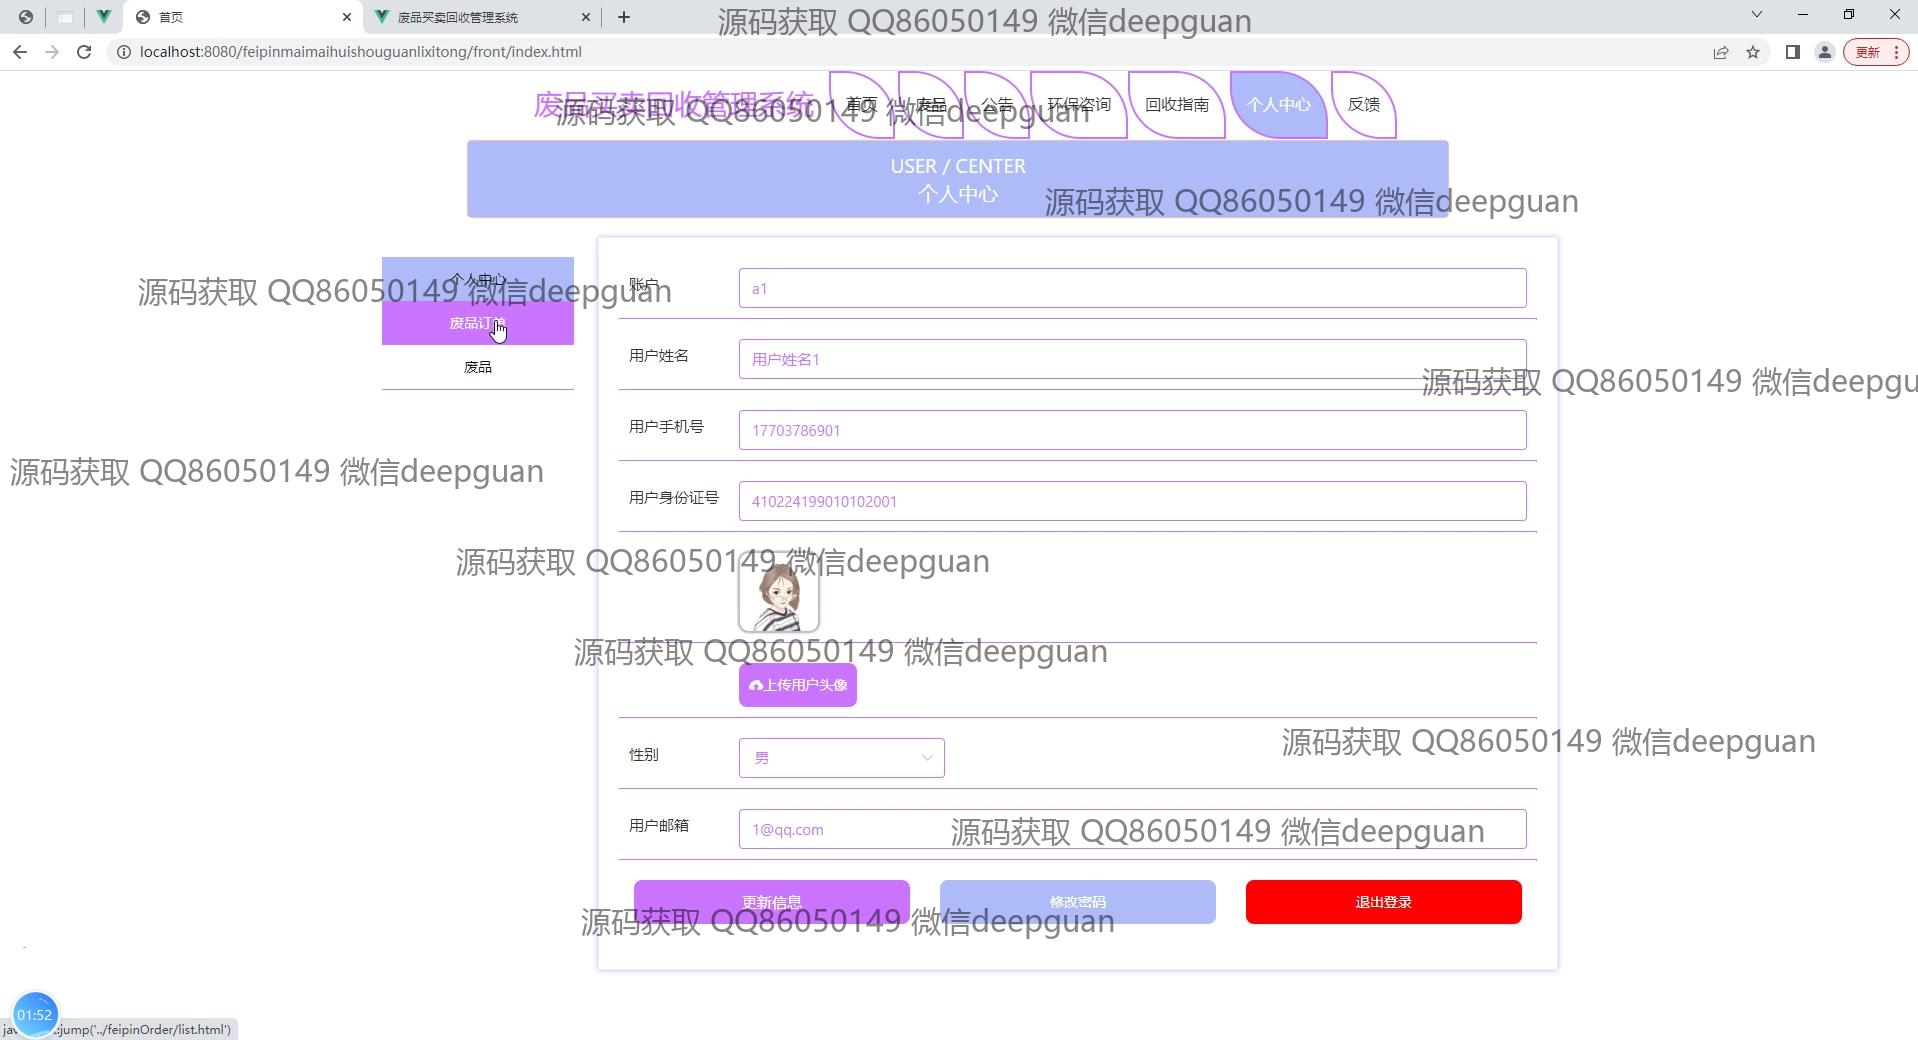 首页
废品买卖回收管理系统
源码获取 QQ86050149 微信deepguan
localhost:8080/feipinmaimaihuishouguanlixitong/front/index.html
更新
废品买卖回收管理系统
首页
废品
公告
环保咨询
回收指南
个人中心
反馈
源码获取 QQ86050149 微信deepguan
USER / CENTER
个人中心
源码获取 QQ86050149 微信deepguan
个人中心
源码获取 QQ86050149 微信deepguan
废品订单
废品
账户
a1
用户姓名
用户姓名1
源码获取 QQ86050149 微信deepgu
用户手机号
17703786901
源码获取 QQ86050149 微信deepguan
用户身份证号
410224199010102001
源码获取 QQ86050149 微信deepguan
源码获取 QQ86050149 微信deepguan
上传用户头像
性别
男
源码获取 QQ86050149 微信deepguan
用户邮箱
1@qq.com
源码获取 QQ86050149 微信deepguan
更新信息
修改密码
退出登录
源码获取 QQ86050149 微信deepguan
01:52
jav :jump('../feipinOrder/list.html')